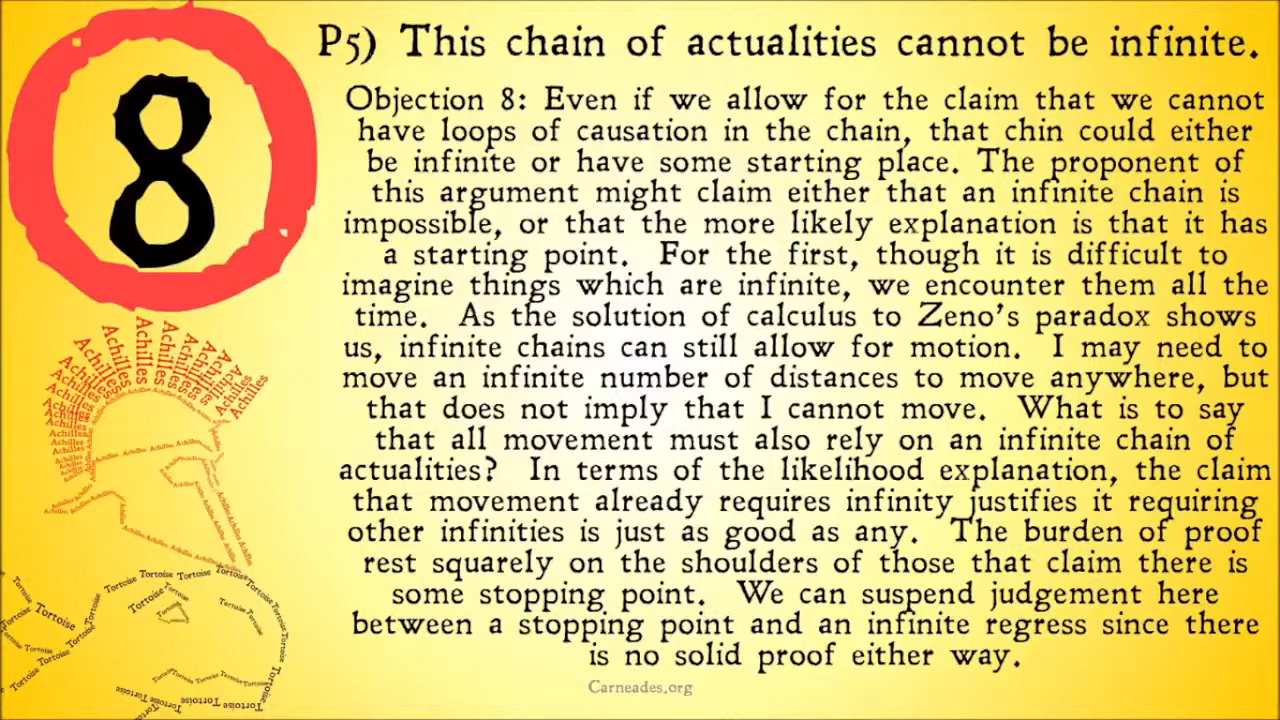 8
P5) This chain of actualities cannot be infinite.
Objection 8: Even if we allow for the claim that we cannot
have loops of causation in the chain, that chin could either
be infinite or have some starting place. The proponent of
this argument might claim either that an infinite chain is
impossible, or that the more likely explanation is that it has
a starting point. For the first, though it is difficult to
imagine things which are infinite, we encounter them all the
time. As the solution of calculus to Zeno's paradox shows
us, infinite chains can still allow for motion. I may need to
move an infinite number of distances to move anywhere, but
that does not imply that I cannot move. What is to say
that all movement must also rely on an infinite chain of
actualities? In terms of the likelihood explanation, the claim
that movement already requires infinity justifies it requiring
other infinities is just as good as any. The burden of proof
rest squarely on the shoulders of those that claim there is
some stopping point. We can suspend judgement here
between a stopping point and an infinite regress since there
is no solid proof either way.
Carneades.org
Achilles
Tortoise